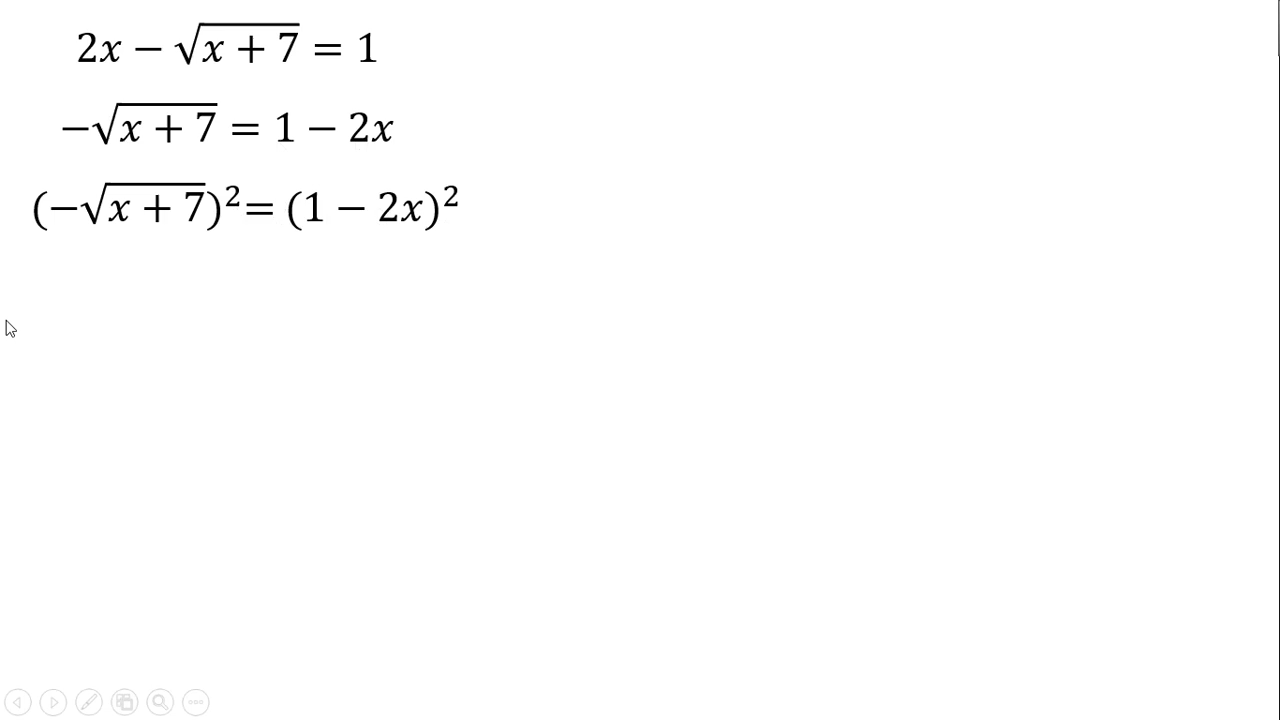 2x − √(x + 7) = 1
−√(x + 7) = 1 − 2x
(−√(x + 7))² = (1 − 2x)²